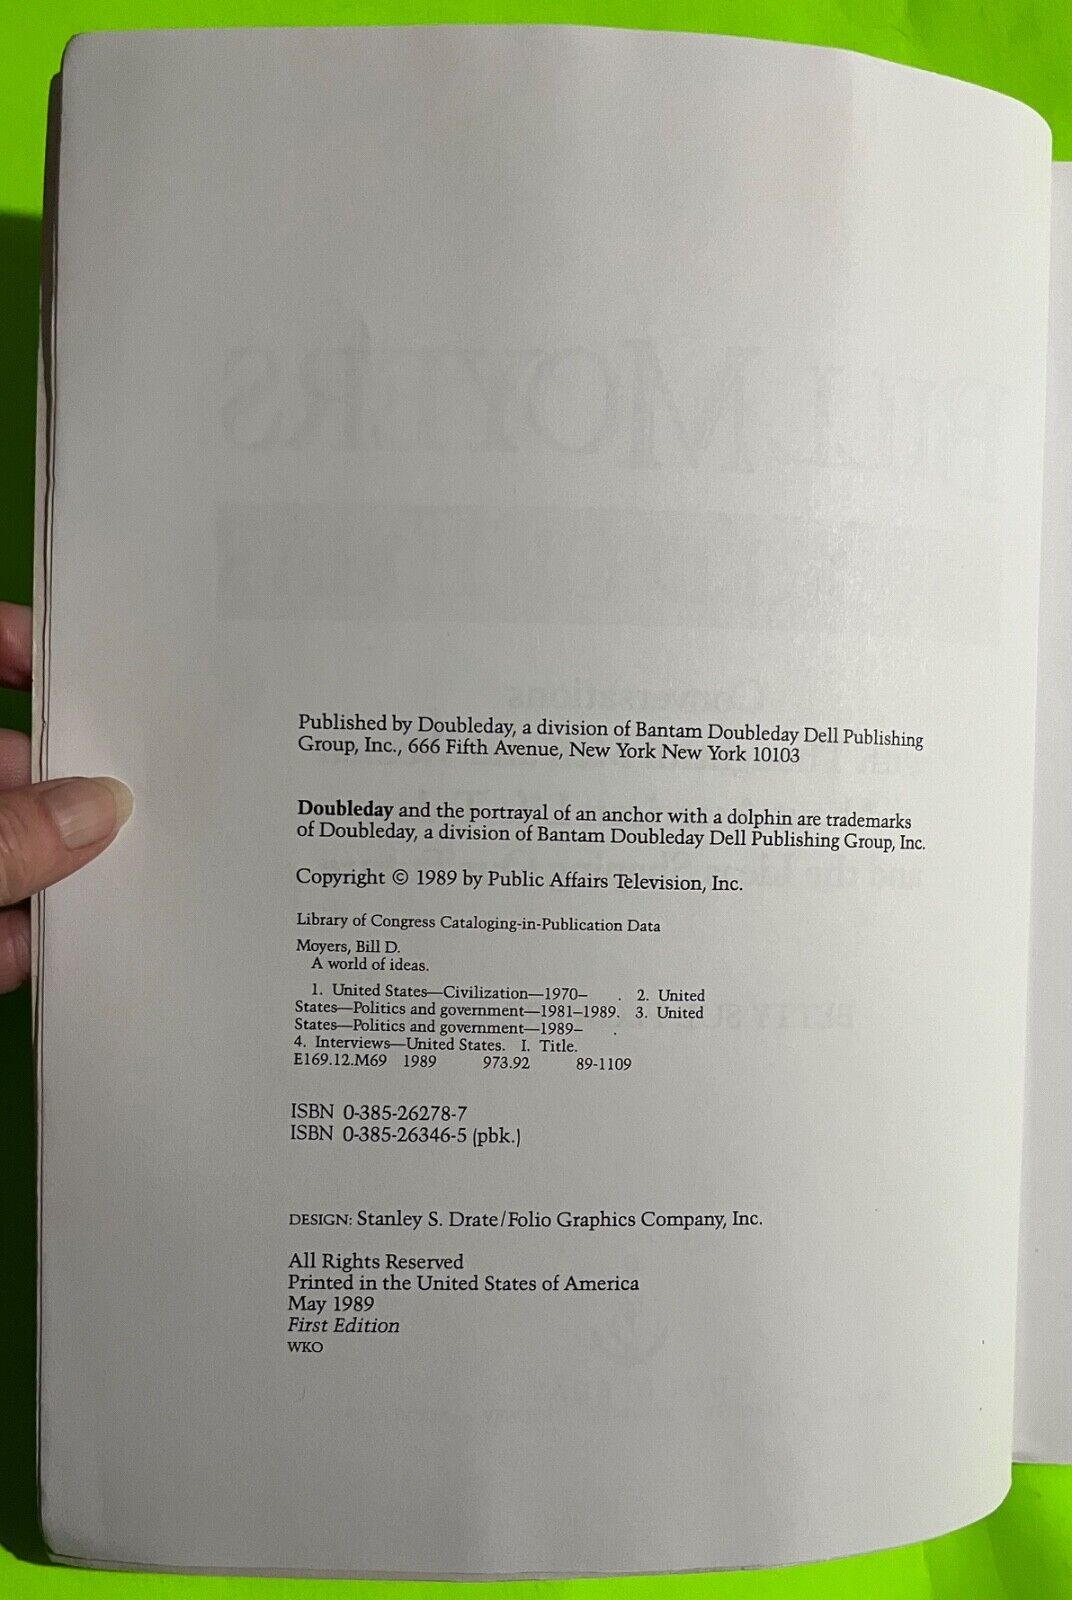 Published by Doubleday, a division of Bantam Doubleday Dell Publishing
Group, Inc., 666 Fifth Avenue, New York New York 10103
Doubleday and the portrayal of an anchor with a dolphin are trademarks
of Doubleday, a division of Bantam Doubleday Dell Publishing Group, Inc.
Copyright © 1989 by Public Affairs Television, Inc.
Library of Congress Cataloging-in-Publication Data
Moyers, Bill D.
A world of ideas.
1. United States—Civilization—1970– . 2. United
States—Politics and government—1981–1989. 3. United
States—Politics and government—1989– .
4. Interviews—United States. I. Title.
E169.12.M69 1989 973.92 89-1109
ISBN 0-385-26278-7
ISBN 0-385-26346-5 (pbk.)
DESIGN: Stanley S. Drate/Folio Graphics Company, Inc.
All Rights Reserved
Printed in the United States of America
May 1989
First Edition
WKO